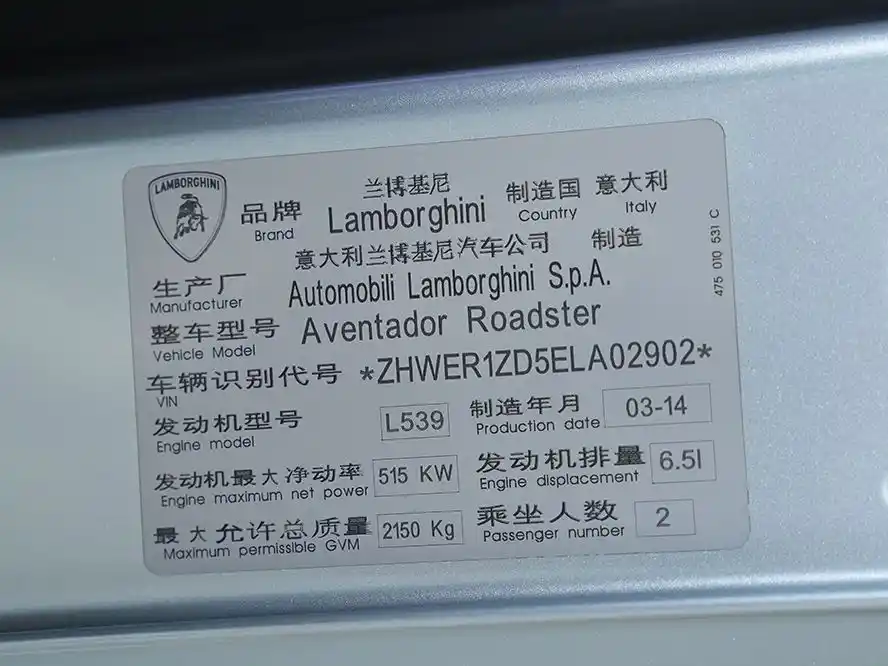 LAMBORGHINI
品牌 兰博基尼 制造国 意大利
Brand Lamborghini Country Italy
意大利兰博基尼汽车公司 制造
生产厂
Manufacturer Automobili Lamborghini S.p.A.
整车型号 Aventador Roadster
Vehicle Model
车辆识别代号 *ZHWER1ZD5ELA02902*
VIN
发动机型号 L539 制造年月 03-14
Engine model Production date
发动机最大净功率 515 KW 发动机排量 6.5l
Engine maximum net power Engine displacement
最大允许总质量 2150 Kg 乘坐人数 2
Maximum permissible GVM Passenger number
475 010 531 C